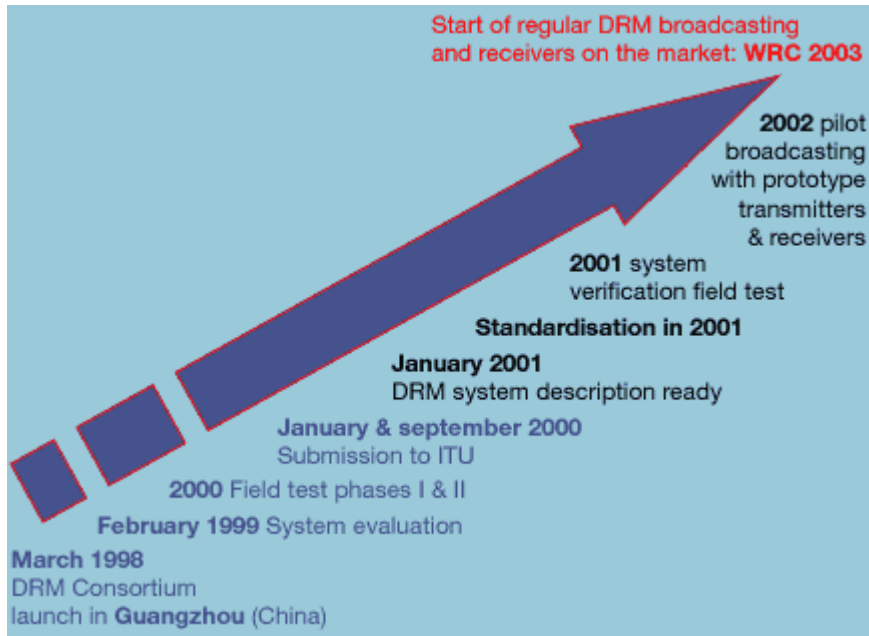 Start of regular DRM broadcasting
and receivers on the market: WRC 2003
2002 pilot
broadcasting
with prototype
transmitters
& receivers
2001 system
verification field test
Standardisation in 2001
January 2001
DRM system description ready
January & september 2000
Submission to ITU
2000 Field test phases I & II
February 1999 System evaluation
March 1998
DRM Consortium
launch in Guangzhou (China)